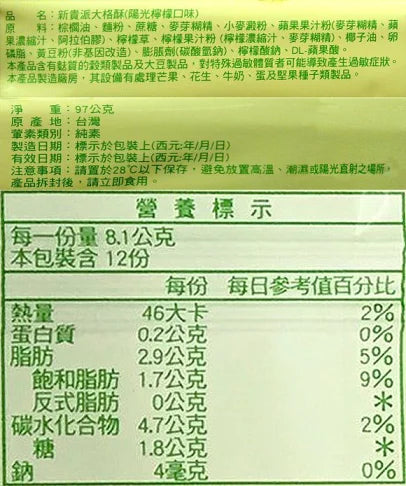 品　　名：新貴派大格酥(陽光檸檬口味)
原　　料：棕櫚油、麵粉、蔗糖、麥芽糊精、小麥澱粉、蘋果果汁粉(麥芽糊精、蘋
果濃縮汁、阿拉伯膠)、檸檬草、檸檬果汁粉 (檸檬濃縮汁、麥芽糊精)、椰子油、卵
磷脂、黃豆粉(非基因改造)、膨脹劑(碳酸氫鈉)、檸檬酸鈉、DL-蘋果酸。
本產品含有麩質的穀類製品及大豆製品，對特殊過敏體質者可能導致產生過敏症狀。
本產品製造廠房，其設備有處理芒果、花生、牛奶、蛋及堅果種子類製品。
淨　　重：97公克
原 產 地：台灣
葷素類別：純素
製造日期：標示於包裝上(西元:年/月/日)
有效日期：標示於包裝上(西元:年/月/日)
注意事項：請置於28℃以下保存，避免放置高溫、潮濕或陽光直射之場所，
產品拆封後，請立即食用。
營養標示
每一份量 8.1公克
本包裝含 12份
每份 每日參考值百分比
熱量 46大卡 2%
蛋白質 0.2公克 0%
脂肪 2.9公克 5%
飽和脂肪 1.7公克 9%
反式脂肪 0公克 ＊
碳水化合物 4.7公克 2%
糖 1.8公克 ＊
鈉 4毫克 0%